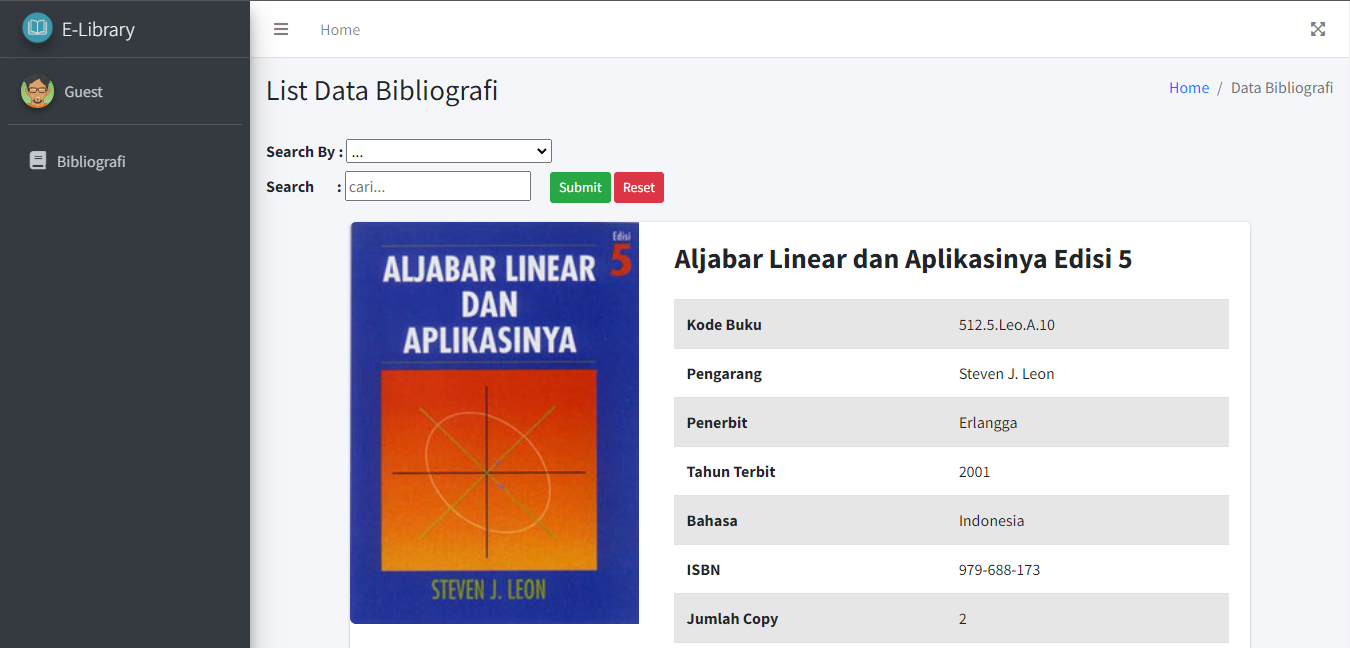 E-Library
Home
Guest
Bibliografi
List Data Bibliografi
Home / Data Bibliografi
Search By : ...
Search : cari...
Submit Reset
Edisi
5
ALJABAR LINEAR
DAN
APLIKASINYA
STEVEN J. LEON
Aljabar Linear dan Aplikasinya Edisi 5
Kode Buku 512.5.Leo.A.10
Pengarang Steven J. Leon
Penerbit Erlangga
Tahun Terbit 2001
Bahasa Indonesia
ISBN 979-688-173
Jumlah Copy 2